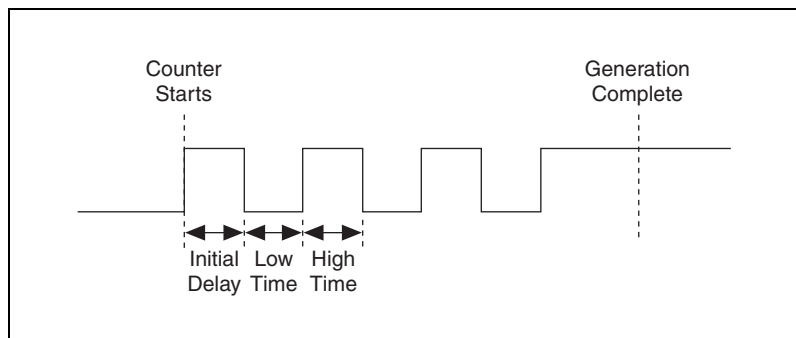 Counter
Starts
Generation
Complete
Initial
Delay
Low
Time
High
Time